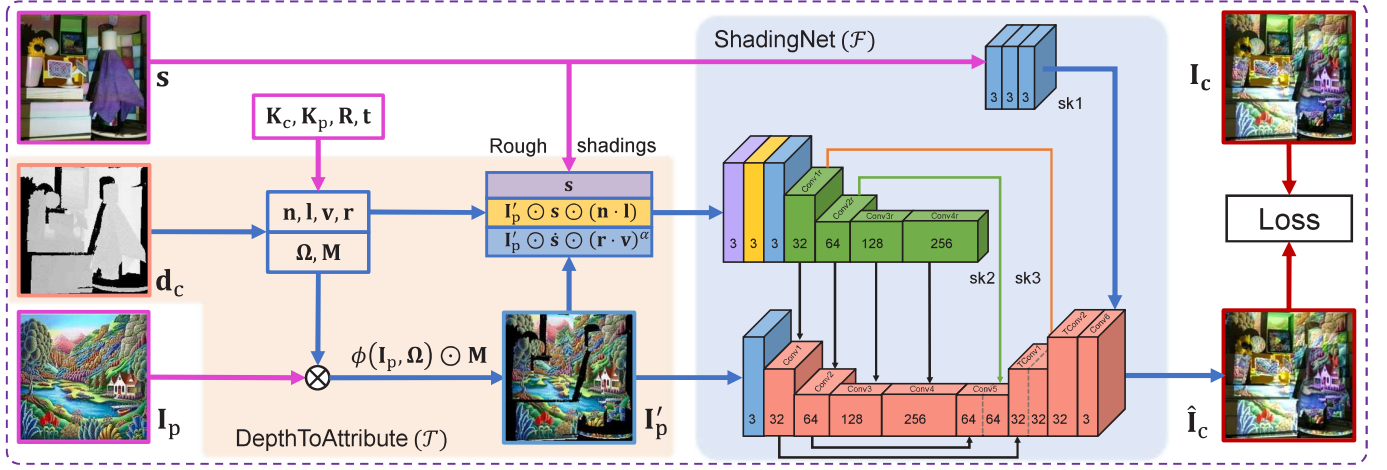 s
K_c, K_p, R, t
d_c
n, l, v, r
Ω, M
I_p
φ(I_p, Ω) ⊙ M
I′_p
DepthToAttribute (𝒯)
Rough shadings
s
I′_p ⊙ s ⊙ (n · l)
I′_p ⊙ ṡ ⊙ (r · v)^α
ShadingNet (ℱ)
3 3 3
sk1
Conv1r
Conv2r
Conv3r
Conv4r
3 3 3 32 64 128 256
sk2
sk3
Conv1
Conv2
Conv3
Conv4
Conv5
TConv1
TConv2
Conv6
3 32 64 128 256 64 64 32 32 32 3
I_c
Loss
Î_c